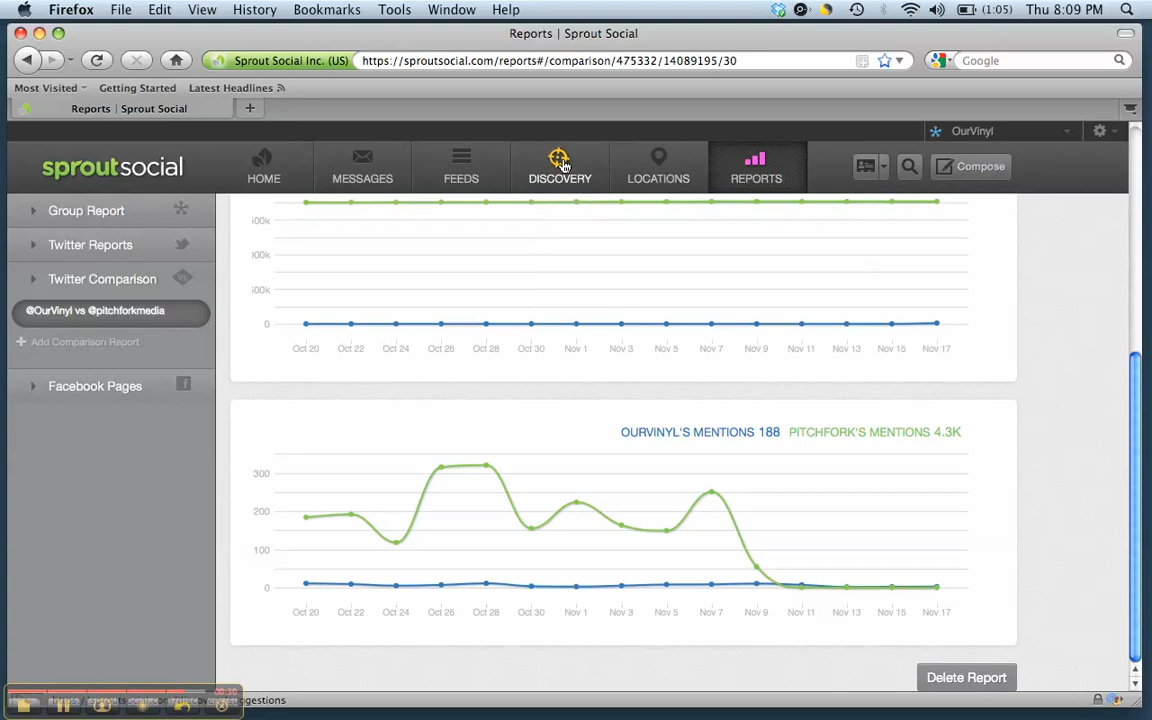 Firefox File Edit View History Bookmarks Tools Window Help (1:05) Thu 8:09 PM
Reports | Sprout Social
Sprout Social Inc. (US) https://sproutsocial.com/reports#/comparison/475332/14089195/30 Google
Most Visited Getting Started Latest Headlines
Reports | Sprout Social
OurVinyl
sproutsocial HOME MESSAGES FEEDS DISCOVERY LOCATIONS REPORTS Compose
Group Report
Twitter Reports
Twitter Comparison
@OurVinyl vs @pitchforkmedia
Add Comparison Report
Facebook Pages
0
Oct 20 Oct 22 Oct 24 Oct 26 Oct 28 Oct 30 Nov 1 Nov 3 Nov 5 Nov 7 Nov 9 Nov 11 Nov 13 Nov 15 Nov 17
OURVINYL'S MENTIONS 188 PITCHFORK'S MENTIONS 4.3K
300
200
100
0
Oct 20 Oct 22 Oct 24 Oct 26 Oct 28 Oct 30 Nov 1 Nov 3 Nov 5 Nov 7 Nov 9 Nov 11 Nov 13 Nov 15 Nov 17
Delete Report
00:30